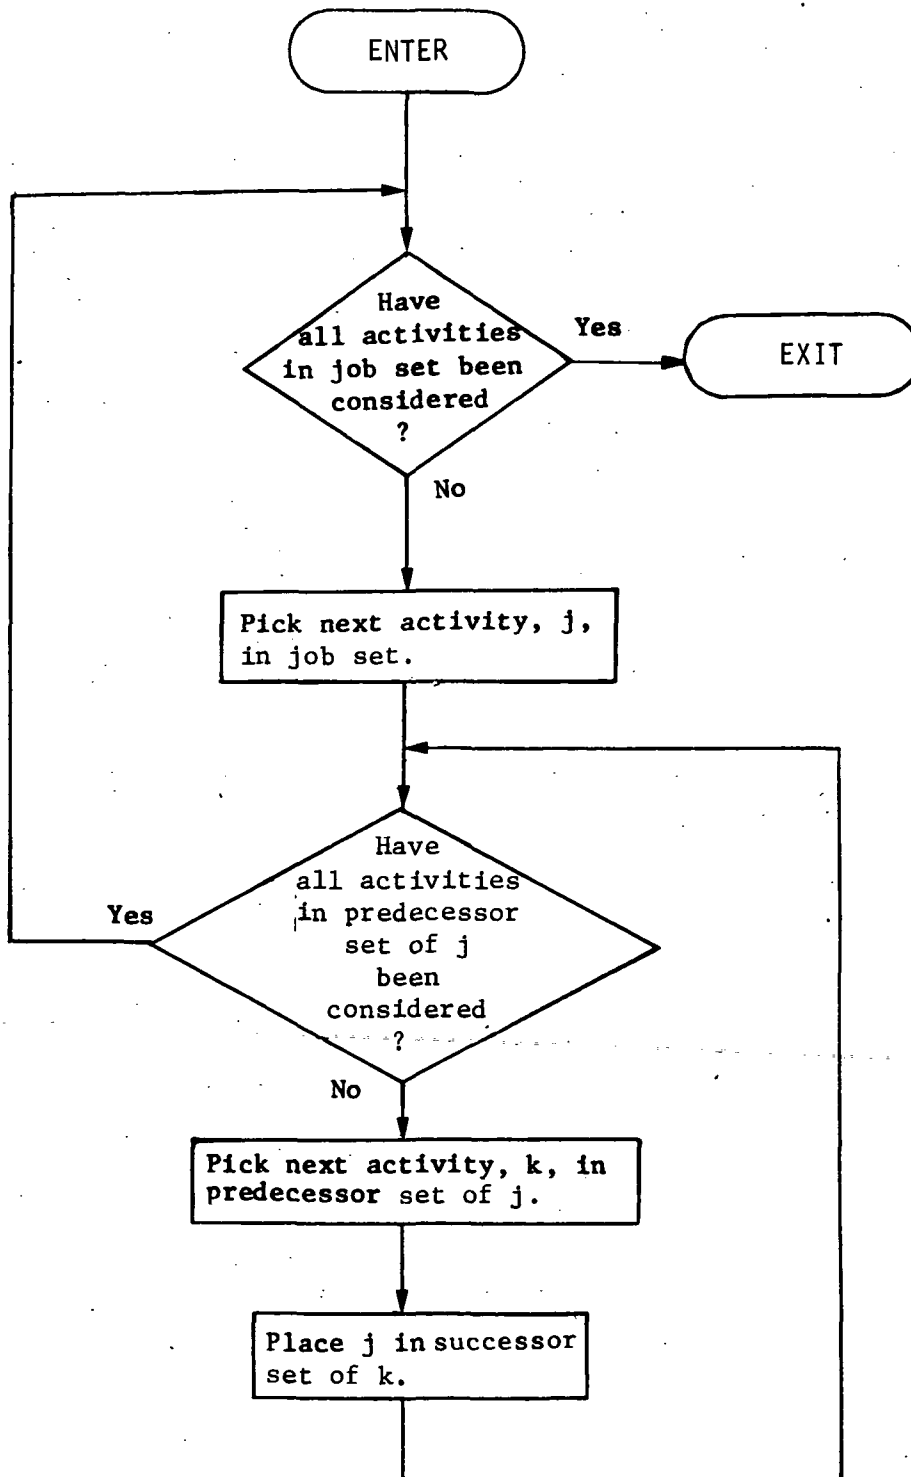 ENTER
Have
all activities
in job set been
considered
?
Yes
EXIT
No
Pick next activity, j,
in job set.
Have
all activities
in predecessor
set of j
been
considered
?
Yes
No
Pick next activity, k, in
predecessor set of j.
Place j in successor
set of k.